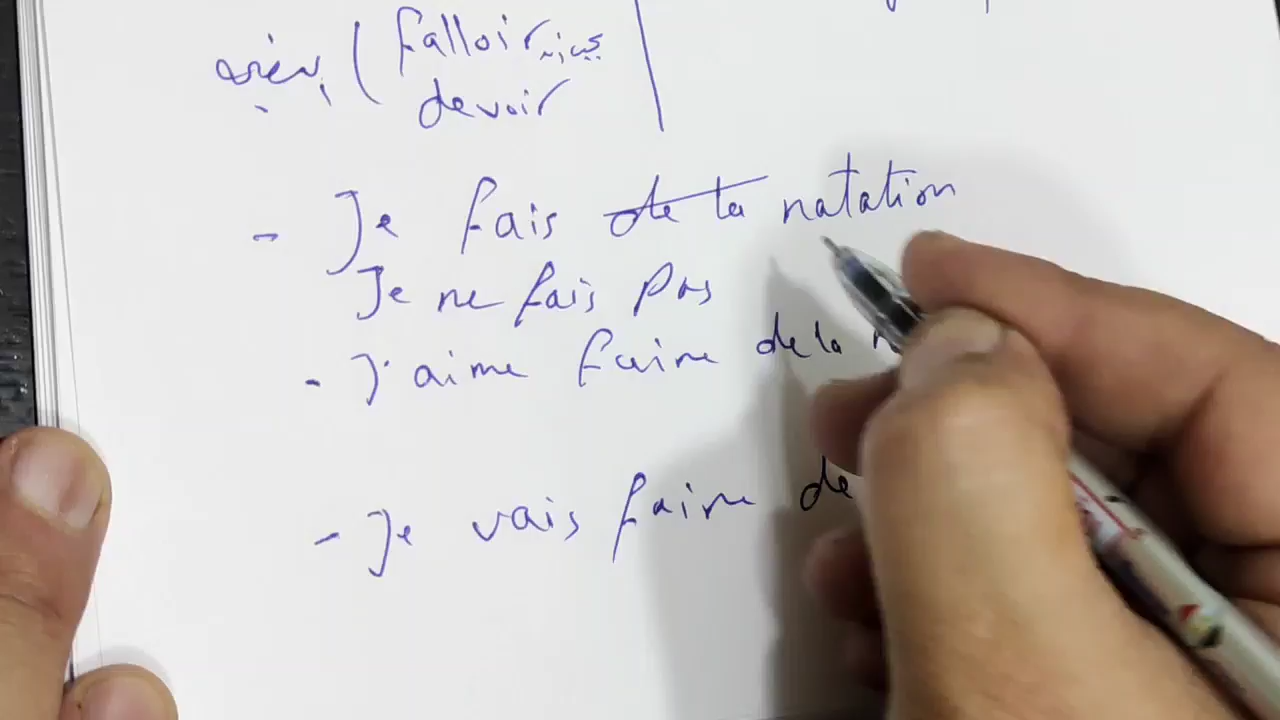 falloir يجب
devoir
- Je fais de la natation
Je ne fais pas
- J'aime faire de la
- Je vais faire de